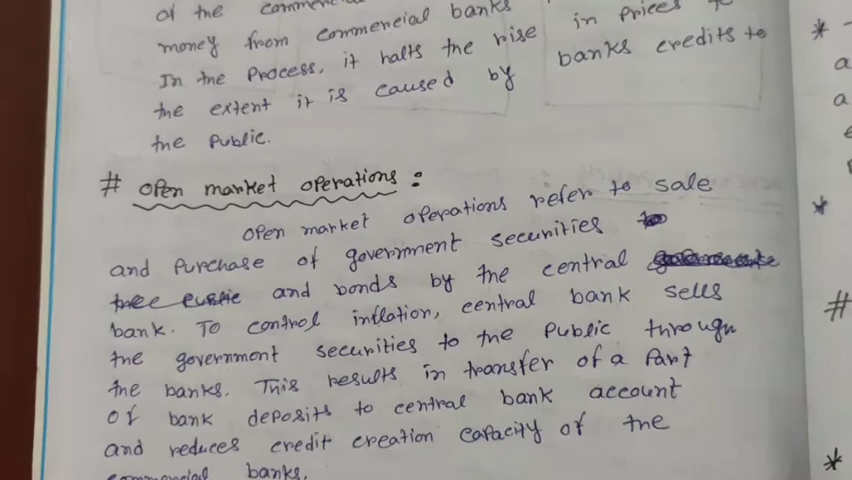 of the commercial
money from commercial banks
In the Process, it halts the rise in Prices to
the extent it is caused by banks credits to
the Public.
# Open market operations :
Open market operations refer to sale
and Purchase of government securities
and bonds by the central
bank. To control inflation, central bank sells
the government securities to the Public through
the banks. This results in transfer of a Part
of bank deposits to central bank account
and reduces credit creation capacity of the
commercial banks.